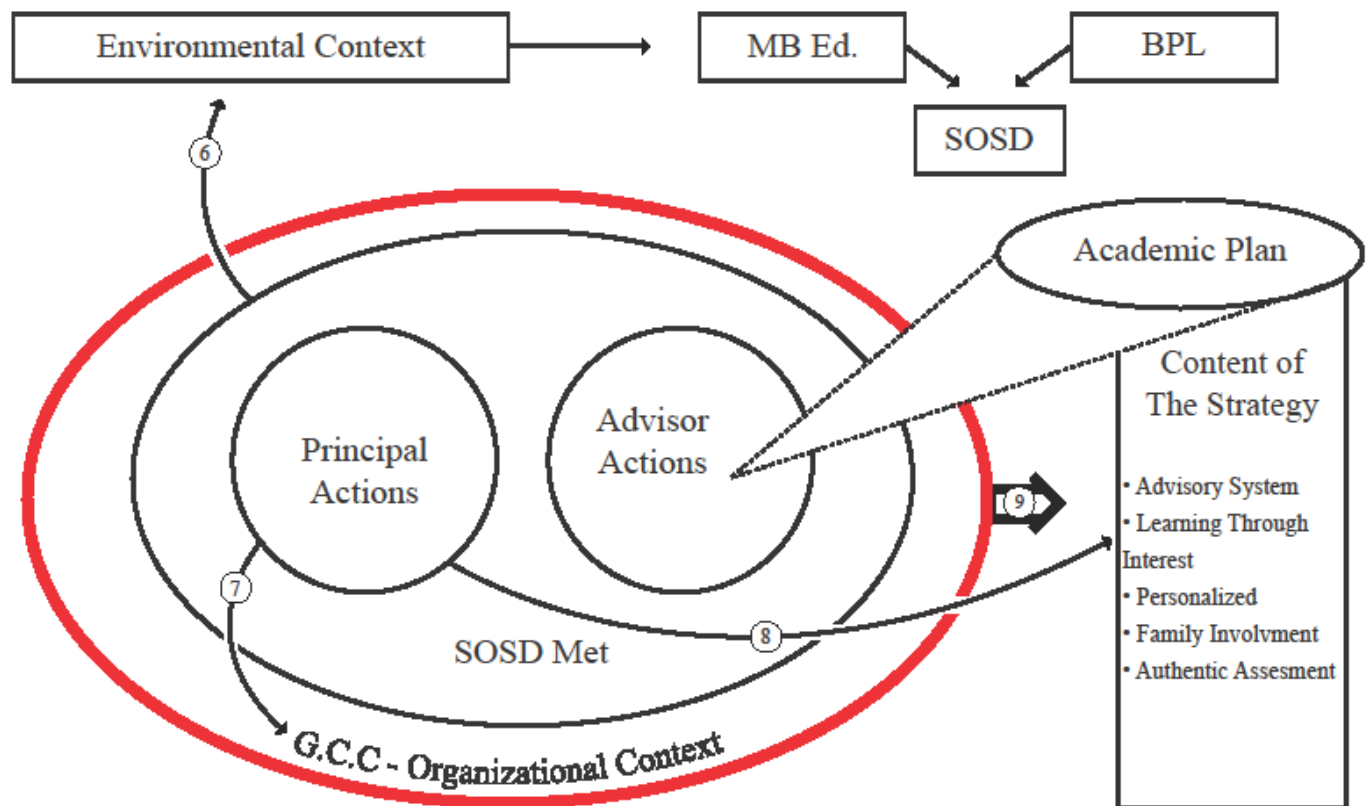 Environmental Context
MB Ed.
BPL
SOSD
6
Academic Plan
Content of
The Strategy
Principal
Actions
Advisor
Actions
• Advisory System
• Learning Through
Interest
• Personalized
• Family Involvment
• Authentic Assesment
9
7
8
SOSD Met
G.C.C - Organizational Context